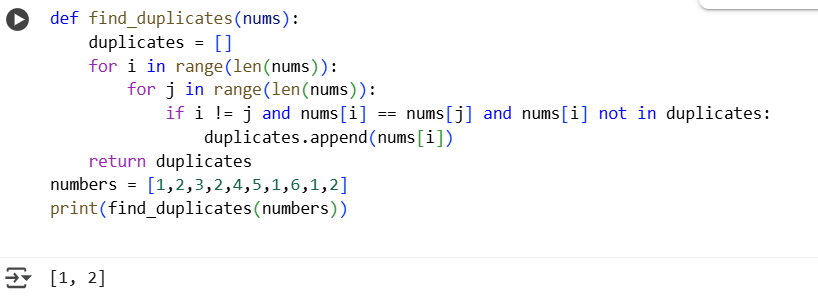 def find_duplicates(nums):
    duplicates = []
    for i in range(len(nums)):
        for j in range(len(nums)):
            if i != j and nums[i] == nums[j] and nums[i] not in duplicates:
                duplicates.append(nums[i])
    return duplicates
numbers = [1,2,3,2,4,5,1,6,1,2]
print(find_duplicates(numbers))
[1, 2]